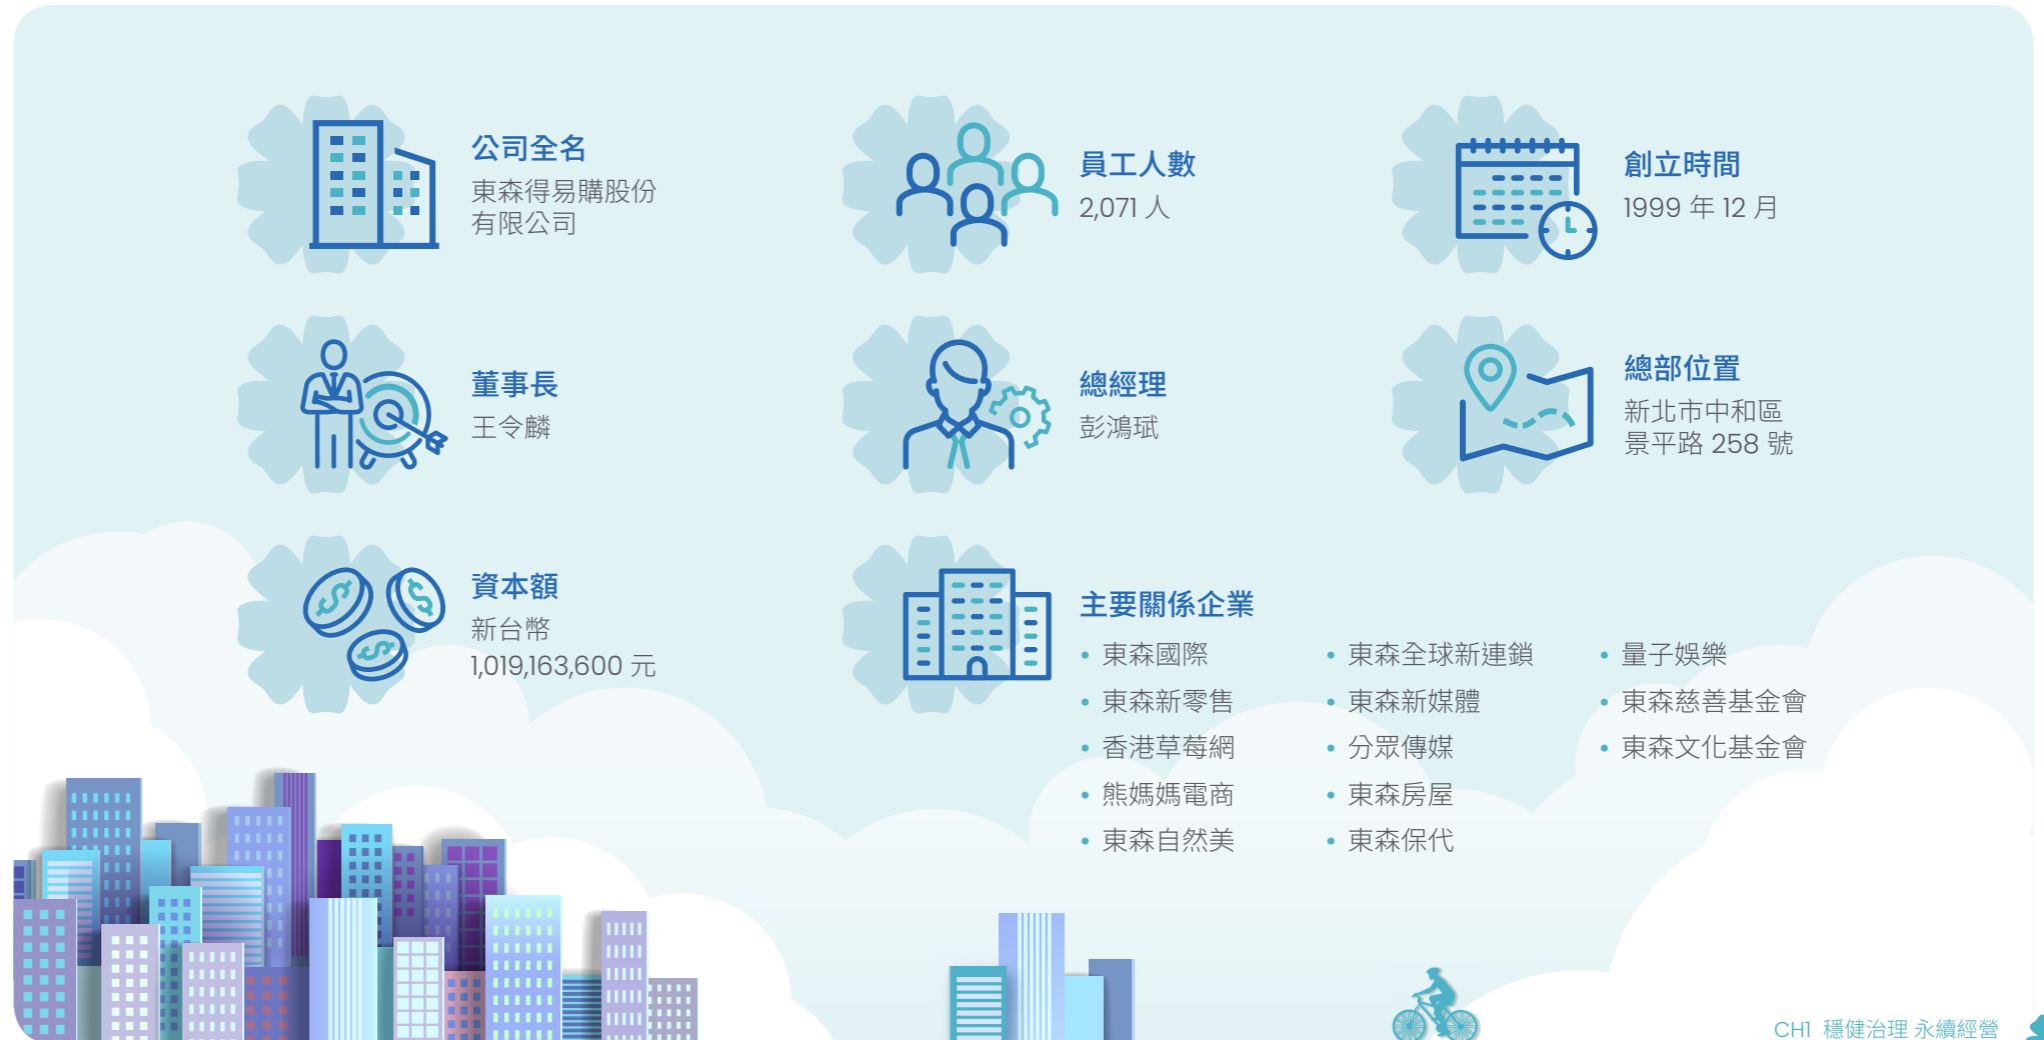 公司全名
東森得易購股份
有限公司
員工人數
2,071 人
創立時間
1999 年 12 月
董事長
王令麟
總經理
彭鴻珷
總部位置
新北市中和區
景平路 258 號
資本額
新台幣
1,019,163,600 元
主要關係企業
• 東森國際
• 東森新零售
• 香港草莓網
• 熊媽媽電商
• 東森自然美
• 東森全球新連鎖
• 東森新媒體
• 分眾傳媒
• 東森房屋
• 東森保代
• 量子娛樂
• 東森慈善基金會
• 東森文化基金會
CH1 穩健治理 永續經營